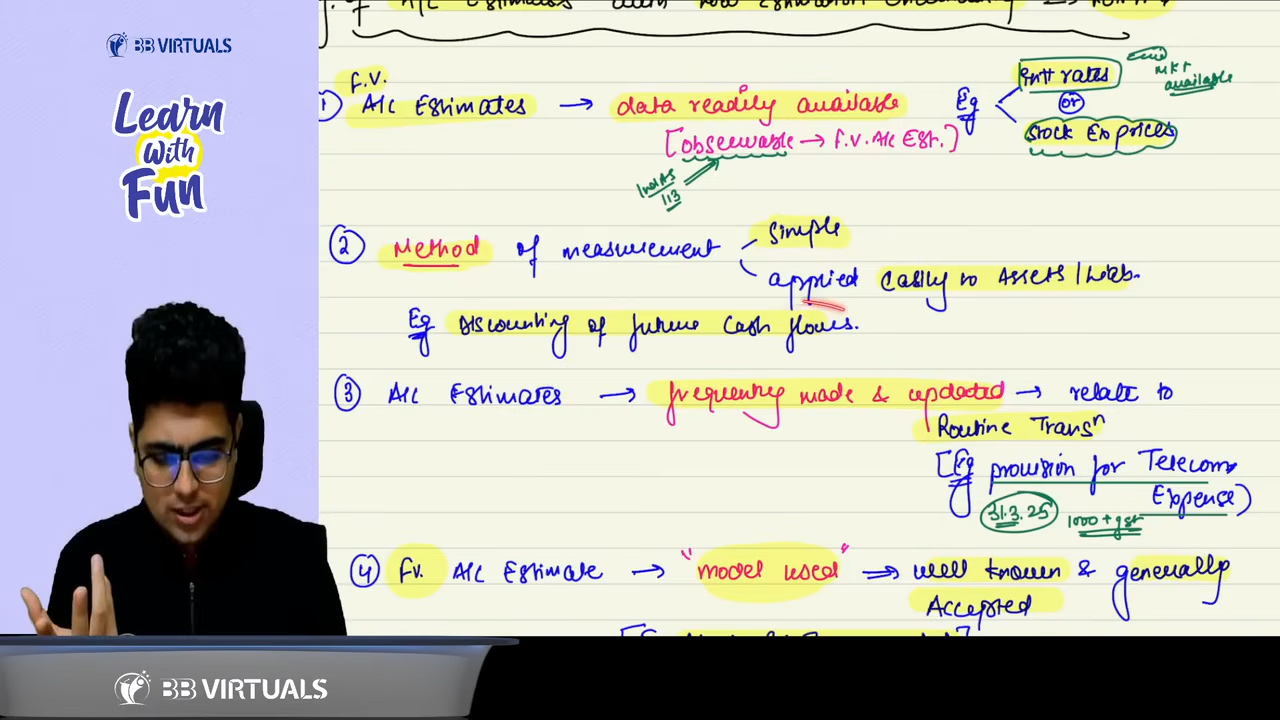 BB VIRTUALS
Learn
With
Fun
F.V.
① A/c Estimates → data readily available
[observable → F.V. A/c Est.]
Ind AS
113
Eg
Intt rates
(or)
Stock Ex prices
MKT
available
② Method of measurement
Simple
applied easily to Assets / Liab.
Eg Discounting of future Cash flows.
③ A/c Estimates → frequently made & updated → relate to
Routine Transⁿ
[Eg provision for Telecom
Expense)
31.3.25
1000 + gst
④ FV. A/c Estimate → "model used" ⇒ well known & generally
Accepted
BB VIRTUALS